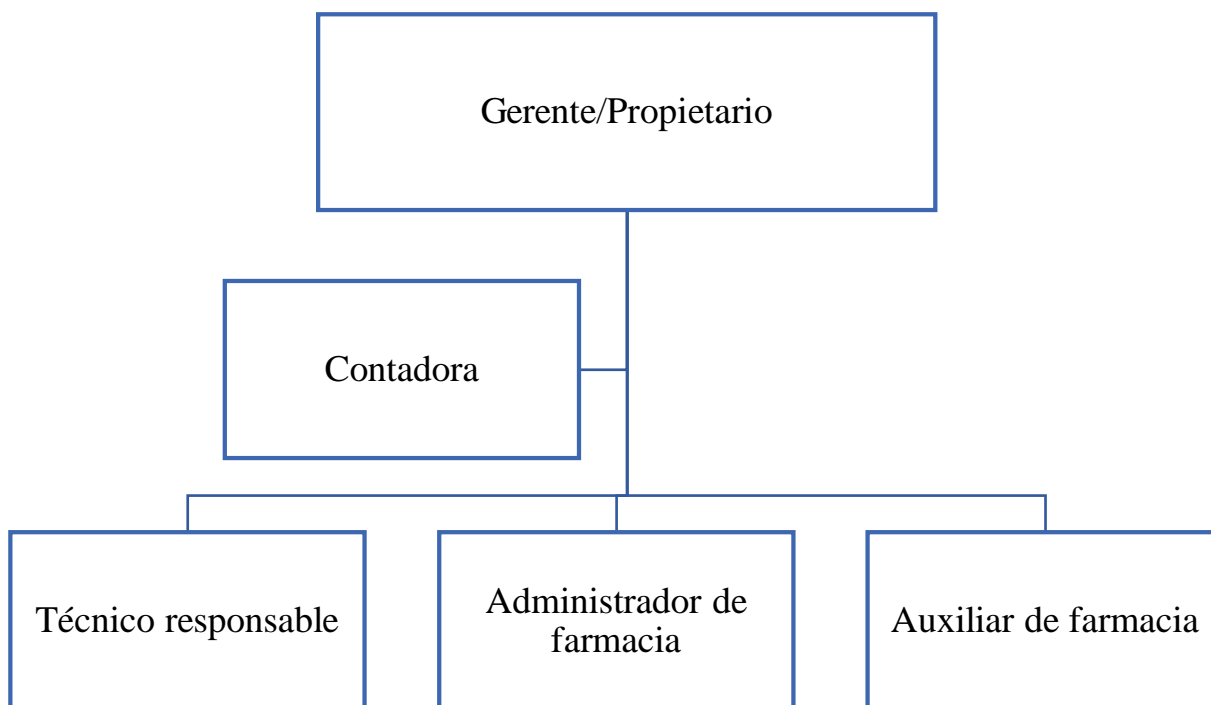 Gerente/Propietario
Contadora
Técnico responsable
Administrador de
farmacia
Auxiliar de farmacia